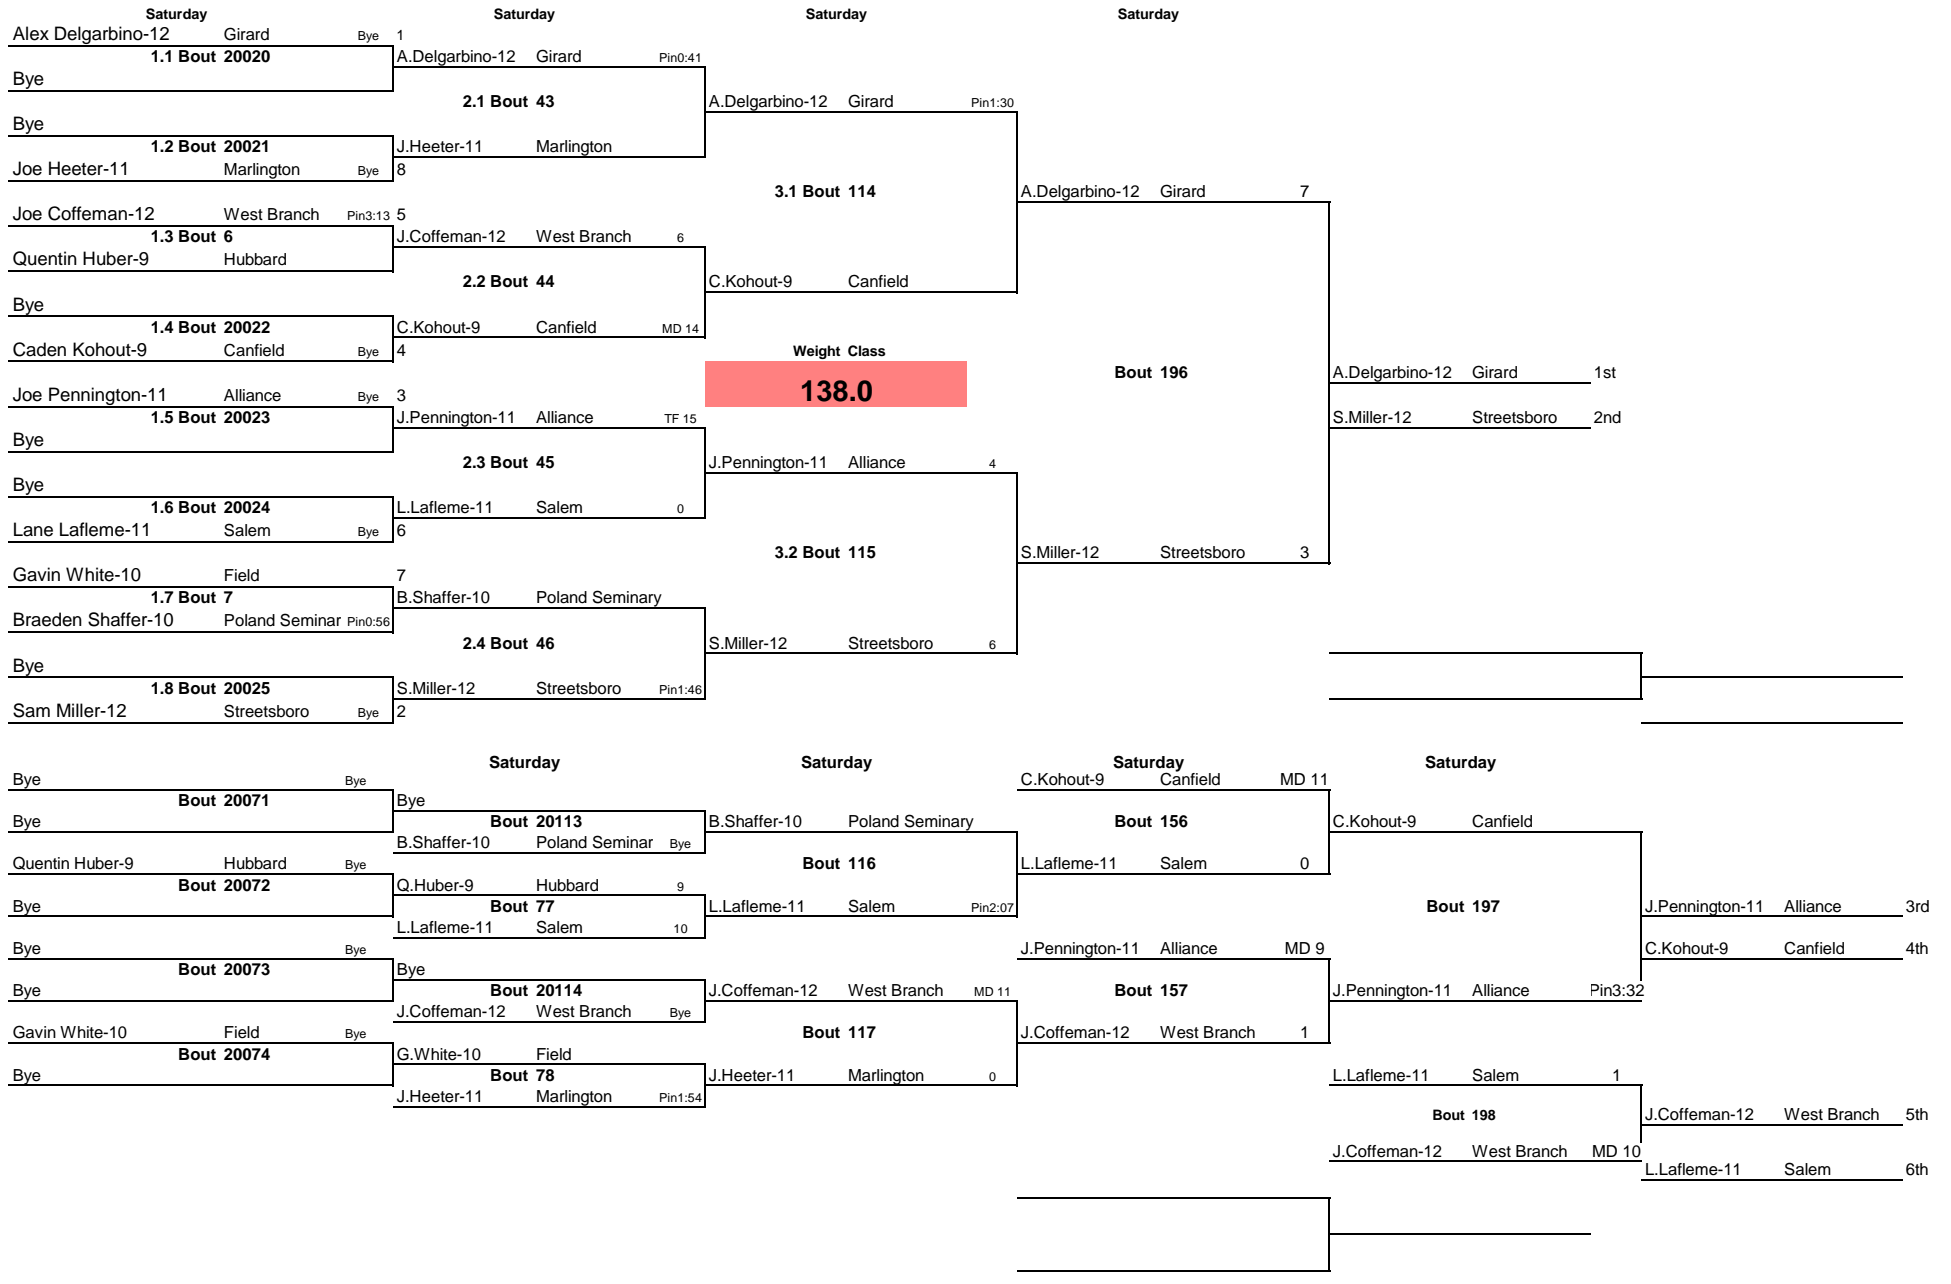 Saturday Saturday Saturday Saturday
Alex Delgarbino-12 Girard Bye 1
1.1 Bout 20020 A.Delgarbino-12 Girard Pin0:41
Bye
2.1 Bout 43 A.Delgarbino-12 Girard Pin1:30
Bye
1.2 Bout 20021 J.Heeter-11 Marlington
Joe Heeter-11 Marlington Bye 8
3.1 Bout 114 A.Delgarbino-12 Girard 7
Joe Coffeman-12 West Branch Pin3:13 5
1.3 Bout 6 J.Coffeman-12 West Branch 6
Quentin Huber-9 Hubbard
2.2 Bout 44 C.Kohout-9 Canfield
Bye
1.4 Bout 20022 C.Kohout-9 Canfield MD 14
Caden Kohout-9 Canfield Bye 4 Weight Class
Bout 196 A.Delgarbino-12 Girard 1st
Joe Pennington-11 Alliance Bye 3 138.0
1.5 Bout 20023 J.Pennington-11 Alliance TF 15 S.Miller-12 Streetsboro 2nd
Bye
2.3 Bout 45 J.Pennington-11 Alliance 4
Bye
1.6 Bout 20024 L.Lafleme-11 Salem 0
Lane Lafleme-11 Salem Bye 6
3.2 Bout 115 S.Miller-12 Streetsboro 3
Gavin White-10 Field 7
1.7 Bout 7 B.Shaffer-10 Poland Seminary
Braeden Shaffer-10 Poland Seminar Pin0:56
2.4 Bout 46 S.Miller-12 Streetsboro 6
Bye
1.8 Bout 20025 S.Miller-12 Streetsboro Pin1:46
Sam Miller-12 Streetsboro Bye 2
Saturday Saturday Saturday Saturday
Bye Bye C.Kohout-9 Canfield MD 11
Bout 20071 Bye
Bye Bout 20113 B.Shaffer-10 Poland Seminary Bout 156 C.Kohout-9 Canfield
B.Shaffer-10 Poland Seminar Bye
Quentin Huber-9 Hubbard Bye Bout 116 L.Lafleme-11 Salem 0
Bout 20072 Q.Huber-9 Hubbard 9
Bye Bout 77 L.Lafleme-11 Salem Pin2:07 Bout 197 J.Pennington-11 Alliance 3rd
L.Lafleme-11 Salem 10
Bye Bye J.Pennington-11 Alliance MD 9 C.Kohout-9 Canfield 4th
Bout 20073 Bye
Bye Bout 20114 J.Coffeman-12 West Branch MD 11 Bout 157 J.Pennington-11 Alliance Pin3:32
J.Coffeman-12 West Branch Bye
Gavin White-10 Field Bye Bout 117 J.Coffeman-12 West Branch 1
Bout 20074 G.White-10 Field
Bye Bout 78 J.Heeter-11 Marlington 0 L.Lafleme-11 Salem 1
J.Heeter-11 Marlington Pin1:54
Bout 198 J.Coffeman-12 West Branch 5th
J.Coffeman-12 West Branch MD 10
L.Lafleme-11 Salem 6th